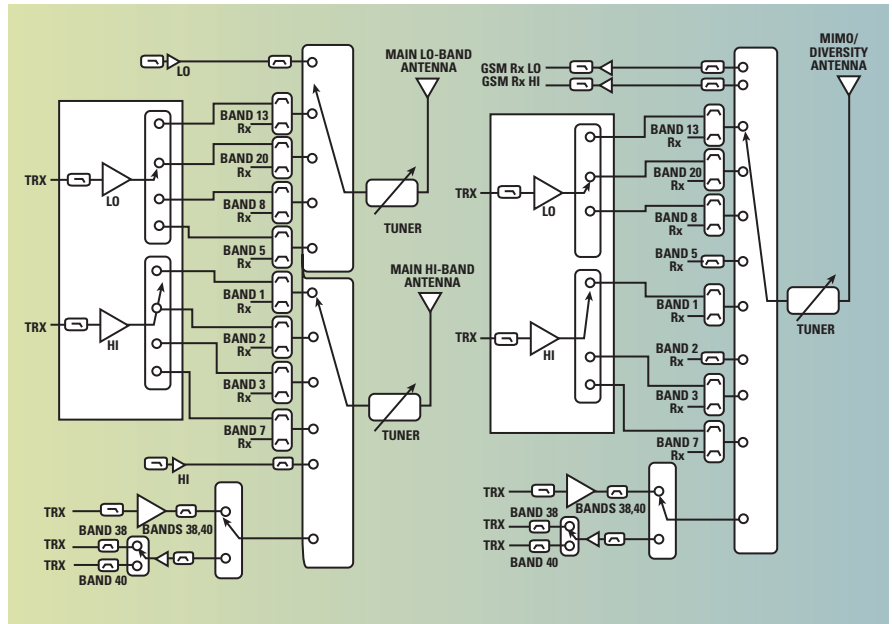 LO
MAIN LO-BAND
ANTENNA
BAND 13
Rx
BAND 20
Rx
TRX
LO
BAND 8
Rx
TUNER
BAND 5
Rx
MAIN HI-BAND
ANTENNA
BAND 1
Rx
TRX
HI
BAND 2
Rx
BAND 3
Rx
TUNER
BAND 7
Rx
HI
TRX
BAND 38
BANDS 38,40
TRX
TRX
BAND 40
MIMO/
DIVERSITY
ANTENNA
GSM Rx LO
GSM Rx HI
BAND 13
Rx
BAND 20
Rx
TRX
LO
BAND 8
Rx
BAND 5
Rx
BAND 1
Rx
TUNER
TRX
HI
BAND 2
Rx
BAND 3
Rx
BAND 7
Rx
TRX
BAND 38
BANDS 38,40
TRX
TRX
BAND 40